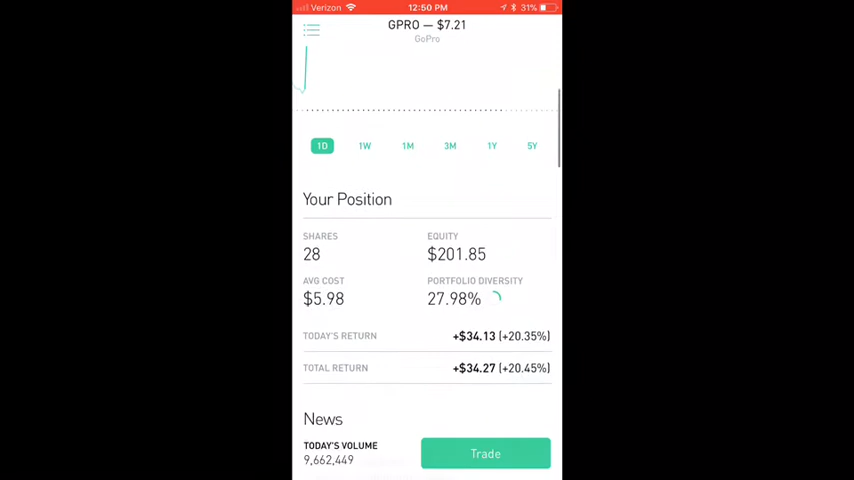 Verizon 12:50 PM 31%
GPRO — $7.21
GoPro
1D 1W 1M 3M 1Y 5Y
Your Position
SHARES EQUITY
28 $201.85
AVG COST PORTFOLIO DIVERSITY
$5.98 27.98%
TODAY'S RETURN +$34.13 (+20.35%)
TOTAL RETURN +$34.27 (+20.45%)
News
TODAY'S VOLUME
9,662,449
Trade